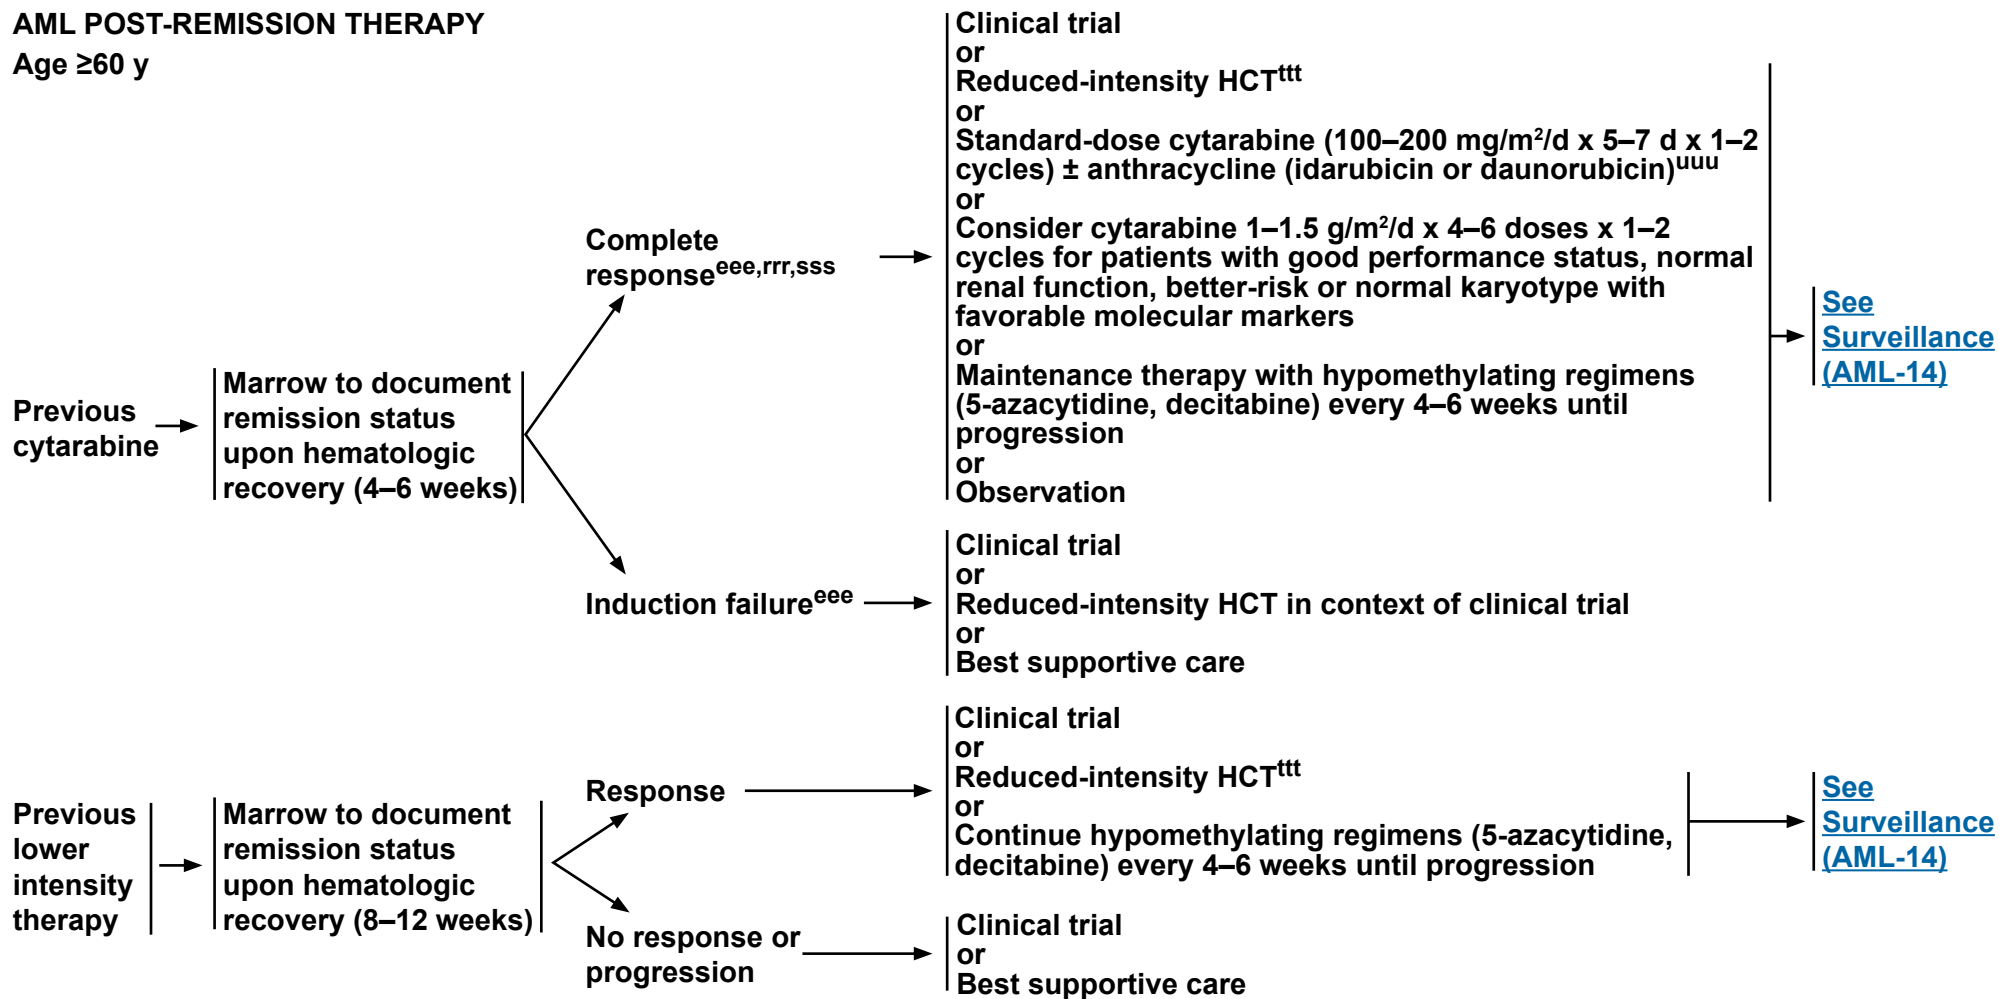 AML POST-REMISSION THERAPY
Age ≥60 y
Previous
cytarabine
Marrow to document
remission status
upon hematologic
recovery (4–6 weeks)
Complete
response^eee,rrr,sss
Clinical trial
or
Reduced-intensity HCT^ttt
or
Standard-dose cytarabine (100–200 mg/m²/d x 5–7 d x 1–2
cycles) ± anthracycline (idarubicin or daunorubicin)^uuu
or
Consider cytarabine 1–1.5 g/m²/d x 4–6 doses x 1–2
cycles for patients with good performance status, normal
renal function, better-risk or normal karyotype with
favorable molecular markers
or
Maintenance therapy with hypomethylating regimens
(5-azacytidine, decitabine) every 4–6 weeks until
progression
or
Observation
See
Surveillance
(AML-14)
Induction failure^eee
Clinical trial
or
Reduced-intensity HCT in context of clinical trial
or
Best supportive care
Previous
lower
intensity
therapy
Marrow to document
remission status
upon hematologic
recovery (8–12 weeks)
Response
Clinical trial
or
Reduced-intensity HCT^ttt
or
Continue hypomethylating regimens (5-azacytidine,
decitabine) every 4–6 weeks until progression
See
Surveillance
(AML-14)
No response or
progression
Clinical trial
or
Best supportive care